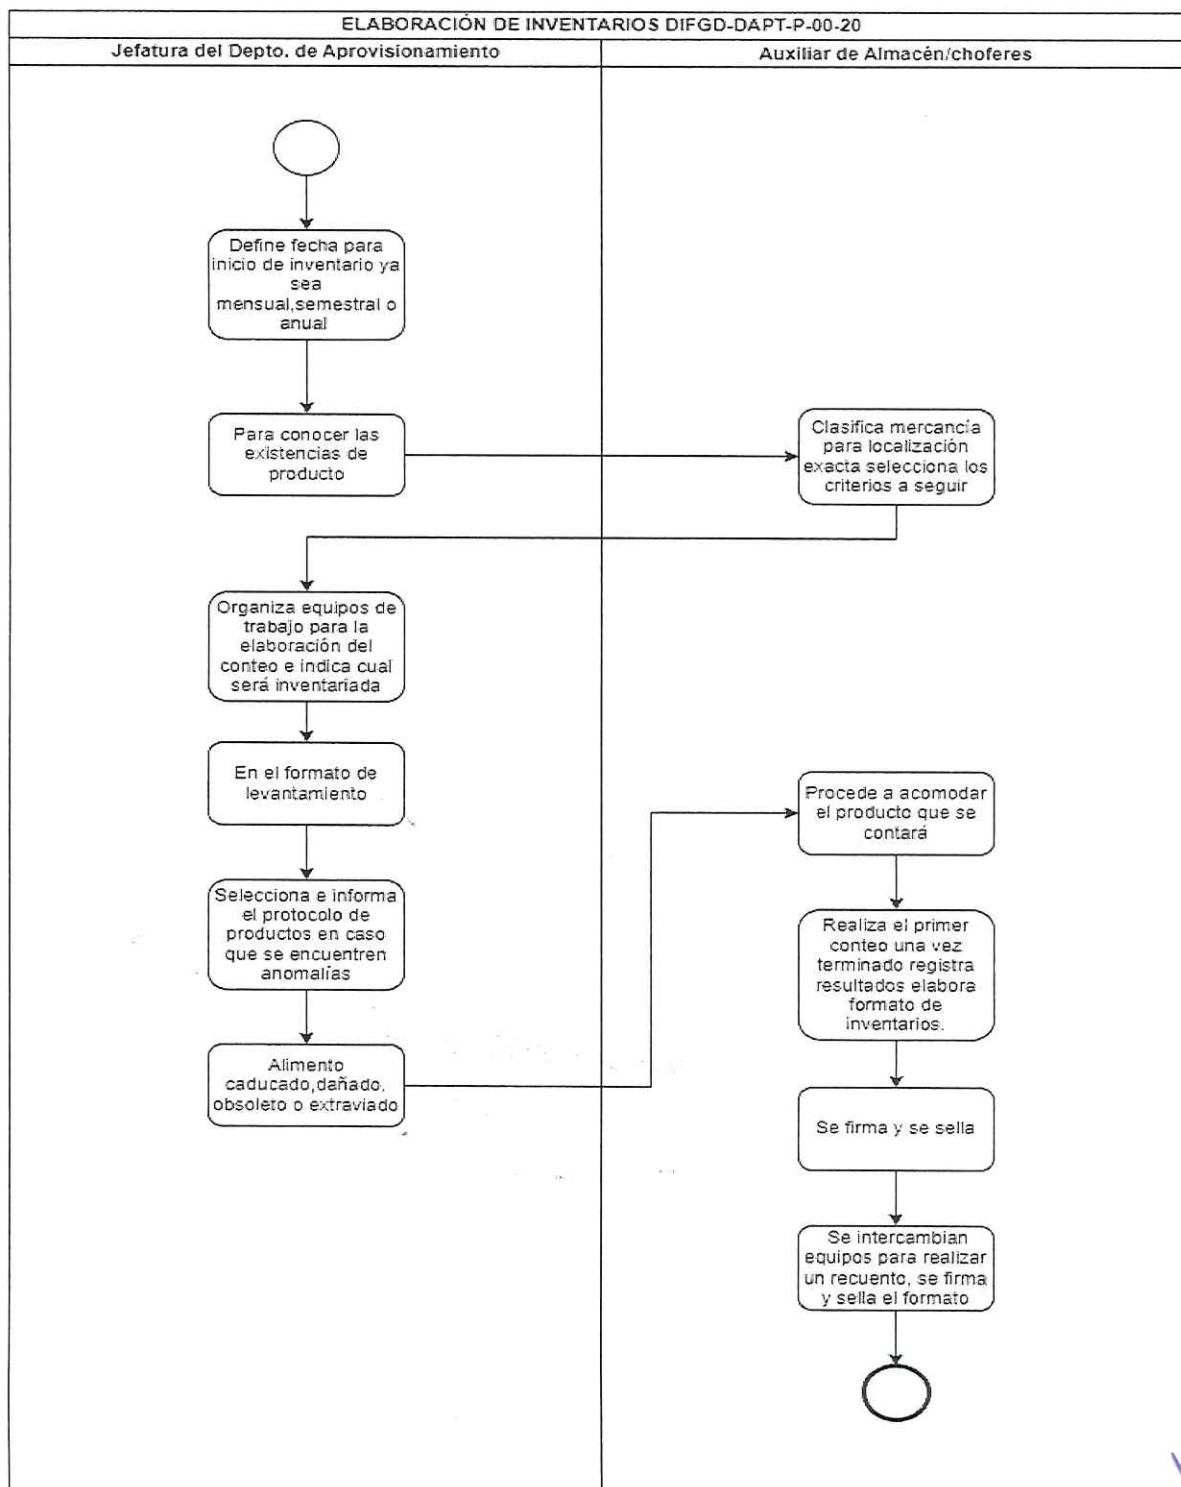 ELABORACIÓN DE INVENTARIOS DIFGD-DAPT-P-00-20
Jefatura del Depto. de Aprovisionamiento
Auxiliar de Almacén/choferes
Define fecha para
inicio de inventario ya
sea
mensual,semestral o
anual
Para conocer las
existencias de
producto
Clasifica mercancía
para localización
exacta selecciona los
criterios a seguir
Organiza equipos de
trabajo para la
elaboración del
conteo e indica cual
será inventariada
En el formato de
levantamiento
Selecciona e informa
el protocolo de
productos en caso
que se encuentren
anomalías
Alimento
caducado,dañado,
obsoleto o extraviado
Procede a acomodar
el producto que se
contará
Realiza el primer
conteo una vez
terminado registra
resultados elabora
formato de
inventarios.
Se firma y se sella
Se intercambian
equipos para realizar
un recuento, se firma
y sella el formato